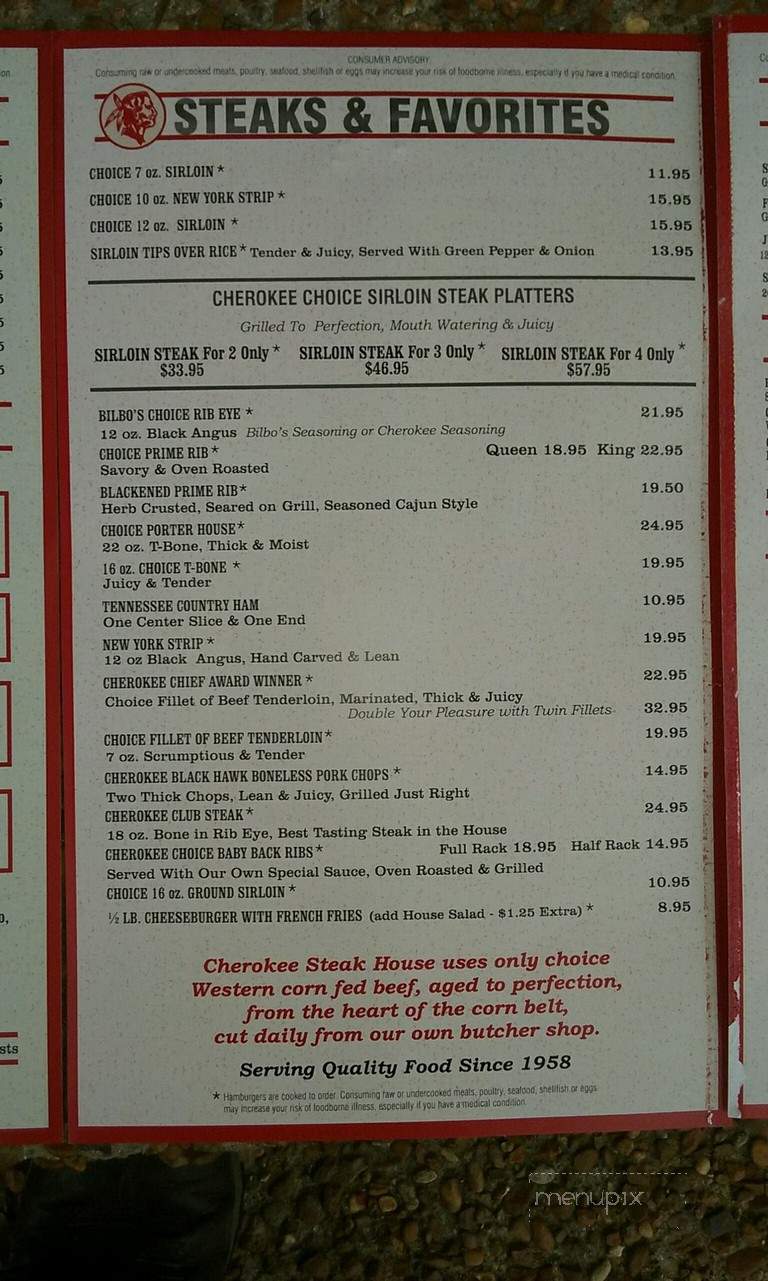 CONSUMER ADVISORY
Consuming raw or undercooked meats, poultry, seafood, shellfish or eggs may increase your risk of foodborne illness, especially if you have a medical condition.
STEAKS & FAVORITES
CHOICE 7 oz. SIRLOIN * 11.95
CHOICE 10 oz. NEW YORK STRIP * 15.95
CHOICE 12 oz. SIRLOIN * 15.95
SIRLOIN TIPS OVER RICE * Tender & Juicy, Served With Green Pepper & Onion 13.95
CHEROKEE CHOICE SIRLOIN STEAK PLATTERS
Grilled To Perfection, Mouth Watering & Juicy
SIRLOIN STEAK For 2 Only * SIRLOIN STEAK For 3 Only * SIRLOIN STEAK For 4 Only *
$33.95 $46.95 $57.95
BILBO'S CHOICE RIB EYE * 21.95
12 oz. Black Angus Bilbo's Seasoning or Cherokee Seasoning
CHOICE PRIME RIB * Queen 18.95 King 22.95
Savory & Oven Roasted
BLACKENED PRIME RIB * 19.50
Herb Crusted, Seared on Grill, Seasoned Cajun Style
CHOICE PORTER HOUSE * 24.95
22 oz. T-Bone, Thick & Moist
16 oz. CHOICE T-BONE * 19.95
Juicy & Tender
TENNESSEE COUNTRY HAM 10.95
One Center Slice & One End
NEW YORK STRIP * 19.95
12 oz Black Angus, Hand Carved & Lean
CHEROKEE CHIEF AWARD WINNER * 22.95
Choice Fillet of Beef Tenderloin, Marinated, Thick & Juicy
Double Your Pleasure with Twin Fillets 32.95
CHOICE FILLET OF BEEF TENDERLOIN * 19.95
7 oz. Scrumptious & Tender
CHEROKEE BLACK HAWK BONELESS PORK CHOPS * 14.95
Two Thick Chops, Lean & Juicy, Grilled Just Right
CHEROKEE CLUB STEAK * 24.95
18 oz. Bone in Rib Eye, Best Tasting Steak in the House
CHEROKEE CHOICE BABY BACK RIBS * Full Rack 18.95 Half Rack 14.95
Served With Our Own Special Sauce, Oven Roasted & Grilled
CHOICE 16 oz. GROUND SIRLOIN * 10.95
½ LB. CHEESEBURGER WITH FRENCH FRIES (add House Salad - $1.25 Extra) * 8.95
Cherokee Steak House uses only choice
Western corn fed beef, aged to perfection,
from the heart of the corn belt,
cut daily from our own butcher shop.
Serving Quality Food Since 1958
* Hamburgers are cooked to order. Consuming raw or undercooked meats, poultry, seafood, shellfish or eggs
may increase your risk of foodborne illness, especially if you have a medical condition.
menupix